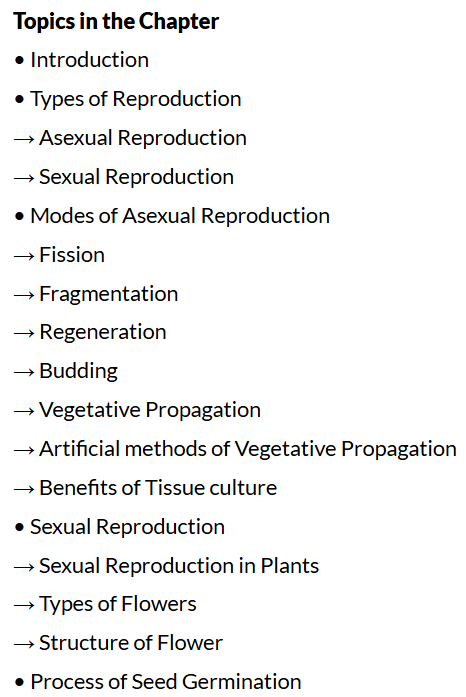 Topics in the Chapter
• Introduction
• Types of Reproduction
→ Asexual Reproduction
→ Sexual Reproduction
• Modes of Asexual Reproduction
→ Fission
→ Fragmentation
→ Regeneration
→ Budding
→ Vegetative Propagation
→ Artificial methods of Vegetative Propagation
→ Benefits of Tissue culture
• Sexual Reproduction
→ Sexual Reproduction in Plants
→ Types of Flowers
→ Structure of Flower
• Process of Seed Germination